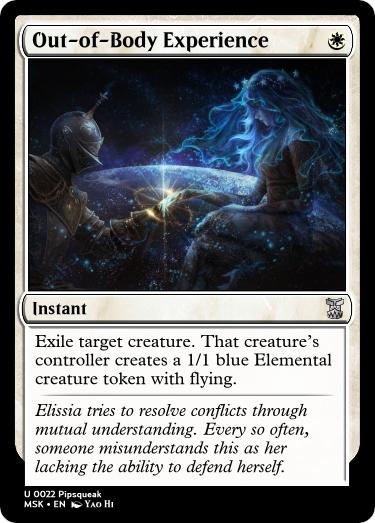 Out-of-Body Experience
Instant
Exile target creature. That creature's
controller creates a 1/1 blue Elemental
creature token with flying.
Elissia tries to resolve conflicts through
mutual understanding. Every so often,
someone misunderstands this as her
lacking the ability to defend herself.
U 0022 Pipsqueak
MSK • EN Yao Hi